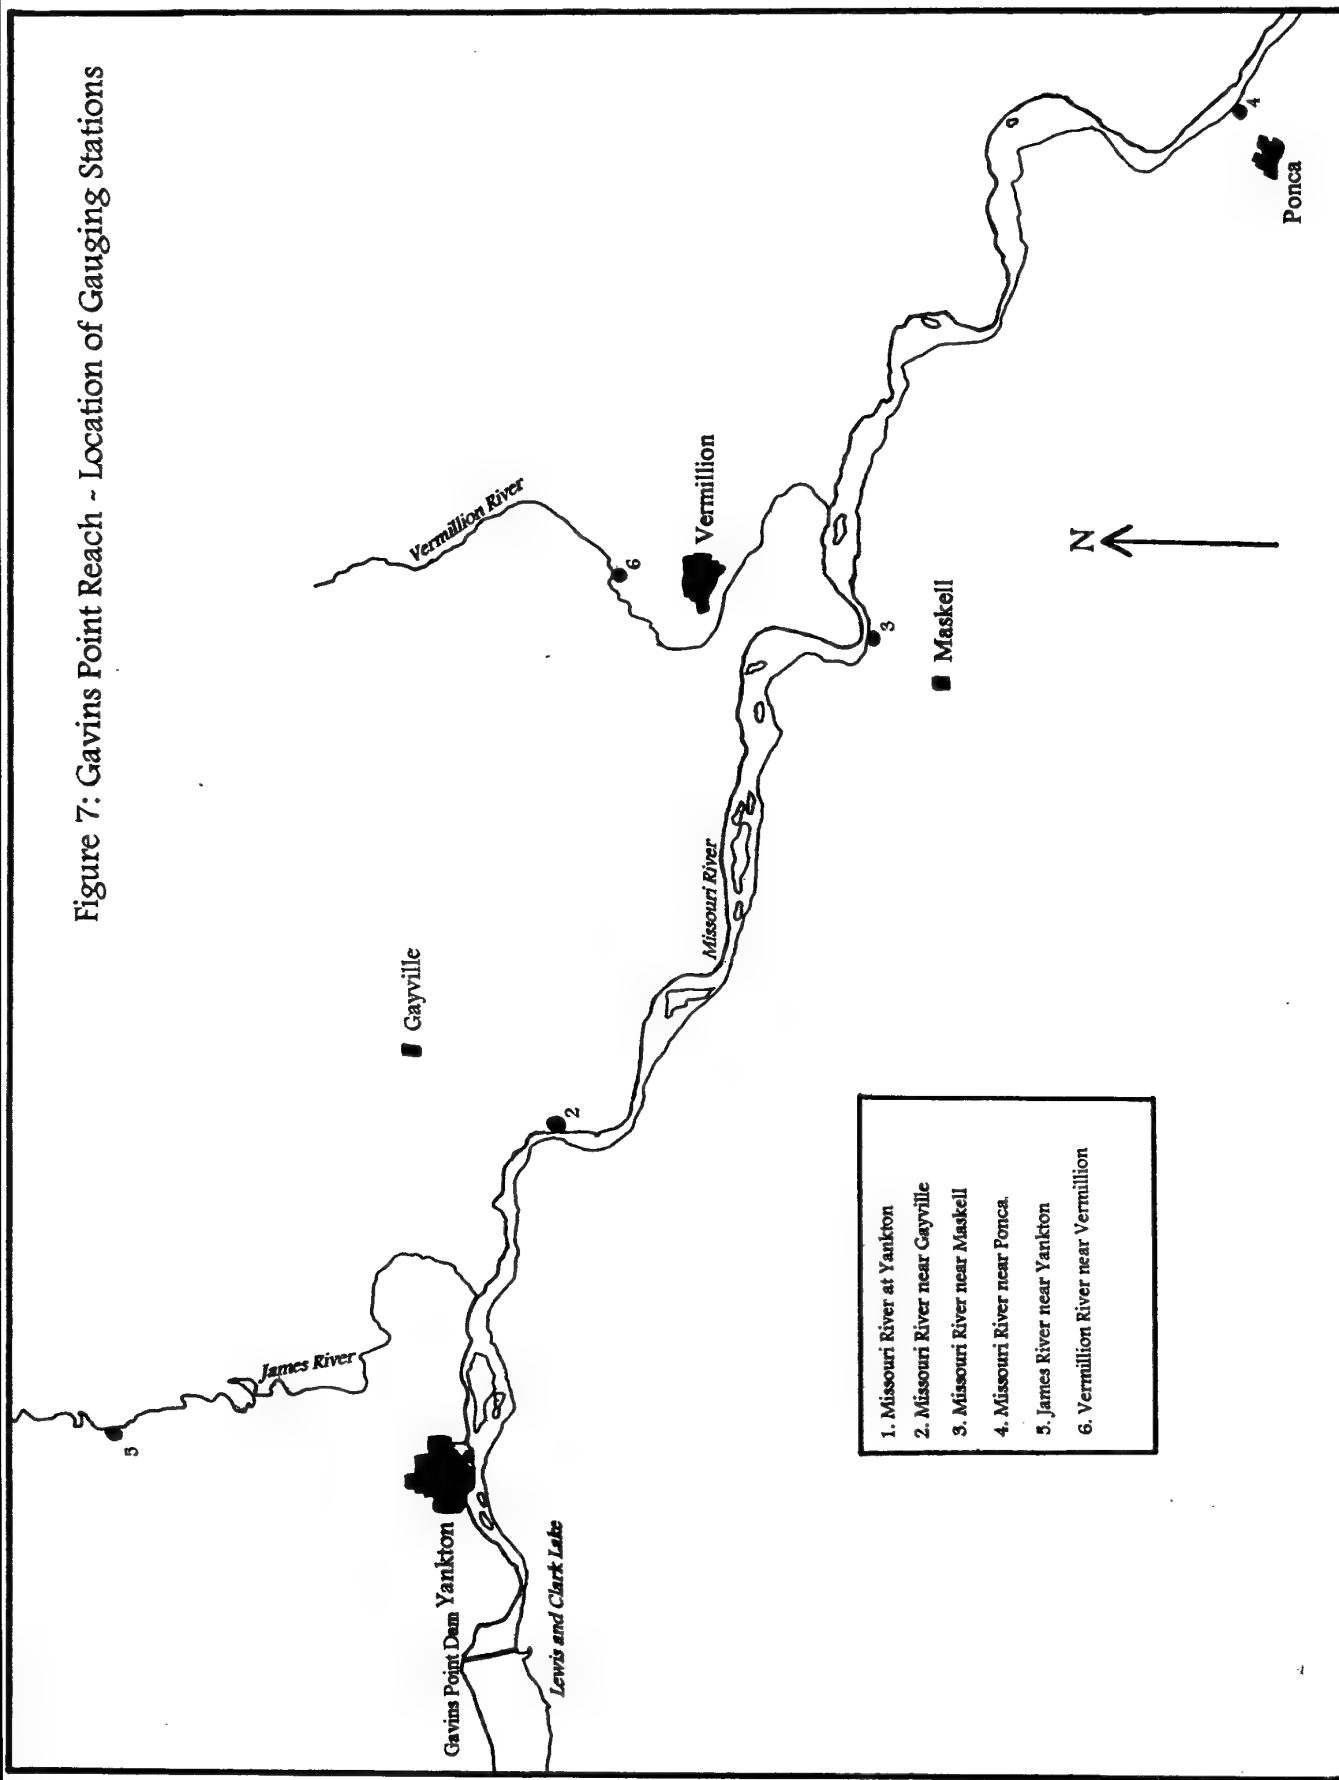 Figure 7: Gavins Point Reach - Location of Gauging Stations
5
James River
Gayville
Vermillion River
6
Vermillion
Gavins Point Dam
Yankton
2
Missouri River
Lewis and Clark Lake
3
Maskell
4
Ponca
N
1. Missouri River at Yankton
2. Missouri River near Gayville
3. Missouri River near Maskell
4. Missouri River near Ponca.
5. James River near Yankton
6. Vermillion River near Vermillion